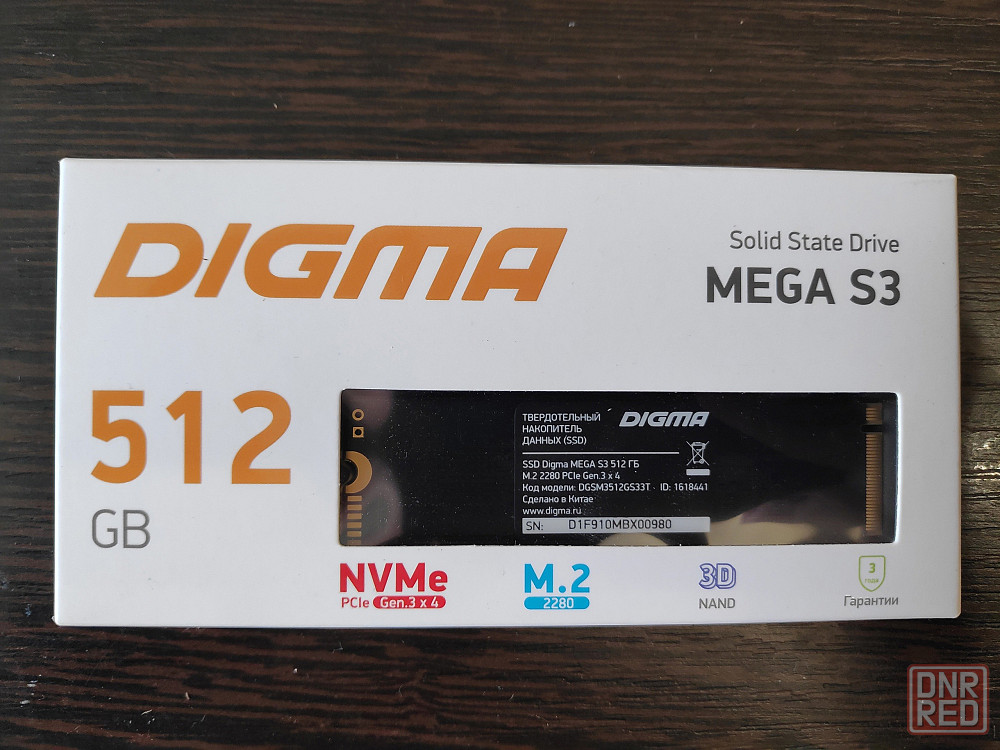 DIGMA
Solid State Drive
MEGA S3
512
GB
ТВЕРДОТЕЛЬНЫЙ
НАКОПИТЕЛЬ
ДАННЫХ (SSD)
DIGMA
SSD Digma MEGA S3 512 ГБ
M.2 2280 PCIe Gen.3 x 4
Код модели: DGSM3512GS33T ID: 1618441
Сделано в Китае
www.digma.ru
SN: D1F910MBX00980
NVMe
PCIe Gen.3 x 4
M.2
2280
3D
NAND
3
года
Гарантии
DNR
RED